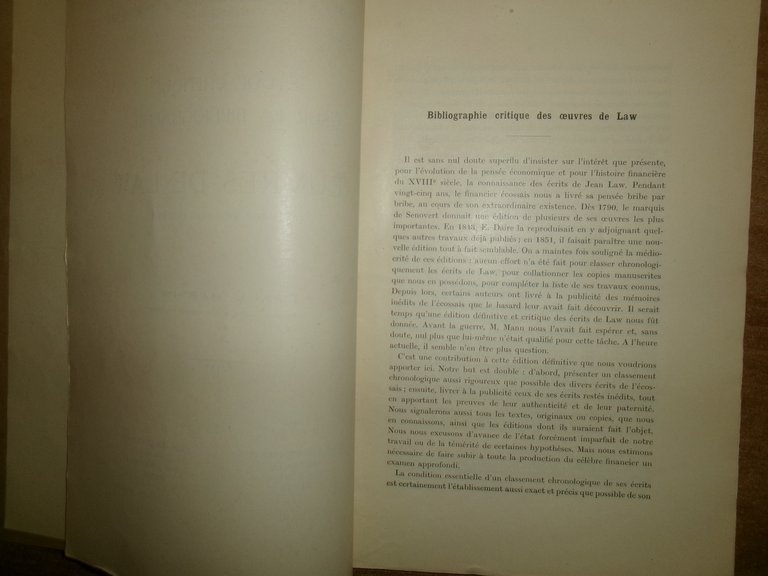 Bibliographie critique des œuvres de Law
Il est sans nul doute superflu d'insister sur l'intérêt que présente,
pour l'évolution de la pensée économique et pour l'histoire financière
du XVIIIe siècle, la connaissance des écrits de Jean Law. Pendant
vingt-cinq ans, le financier écossais nous a livré sa pensée bribe par
bribe, au cours de son extraordinaire existence. Dès 1790, le marquis
de Senovert donnait une édition de plusieurs de ses œuvres les plus
importantes. En 1843, E. Daire la reproduisait en y adjoignant quel-
ques autres travaux déjà publiés ; en 1851, il faisait paraître une nou-
velle édition tout à fait semblable. On a maintes fois souligné la médio-
crité de ces éditions : aucun effort n'a été fait pour classer chronologi-
quement les écrits de Law, pour collationner les copies manuscrites
que nous en possédons, pour compléter la liste de ses travaux connus.
Depuis lors, certains auteurs ont livré à la publicité des mémoires
inédits de l'écossais que le hasard leur avait fait découvrir. Il serait
temps qu'une édition définitive et critique des écrits de Law nous fût
donnée. Avant la guerre, M. Mann nous l'avait fait espérer et, sans
doute, nul plus que lui-même n'était qualifié pour cette tâche. A l'heure
actuelle, il semble n'en être plus question.
C'est une contribution à cette édition définitive que nous voudrions
apporter ici. Notre but est double : d'abord, présenter un classement
chronologique aussi rigoureux que possible des divers écrits de l'écos-
sais ; ensuite, livrer à la publicité ceux de ses écrits restés inédits, tout
en apportant les preuves de leur authenticité et de leur paternité.
Nous signalerons aussi tous les textes, originaux ou copies, que nous
en connaissons, ainsi que les éditions dont ils auraient fait l'objet.
Nous nous excusons d'avance de l'état forcément imparfait de notre
travail ou de la témérité de certaines hypothèses. Mais nous estimons
nécessaire de faire subir à toute la production du célèbre financier un
examen approfondi.
La condition essentielle d'un classement chronologique de ses écrits
est certainement l'établissement aussi exact et précis que possible de son